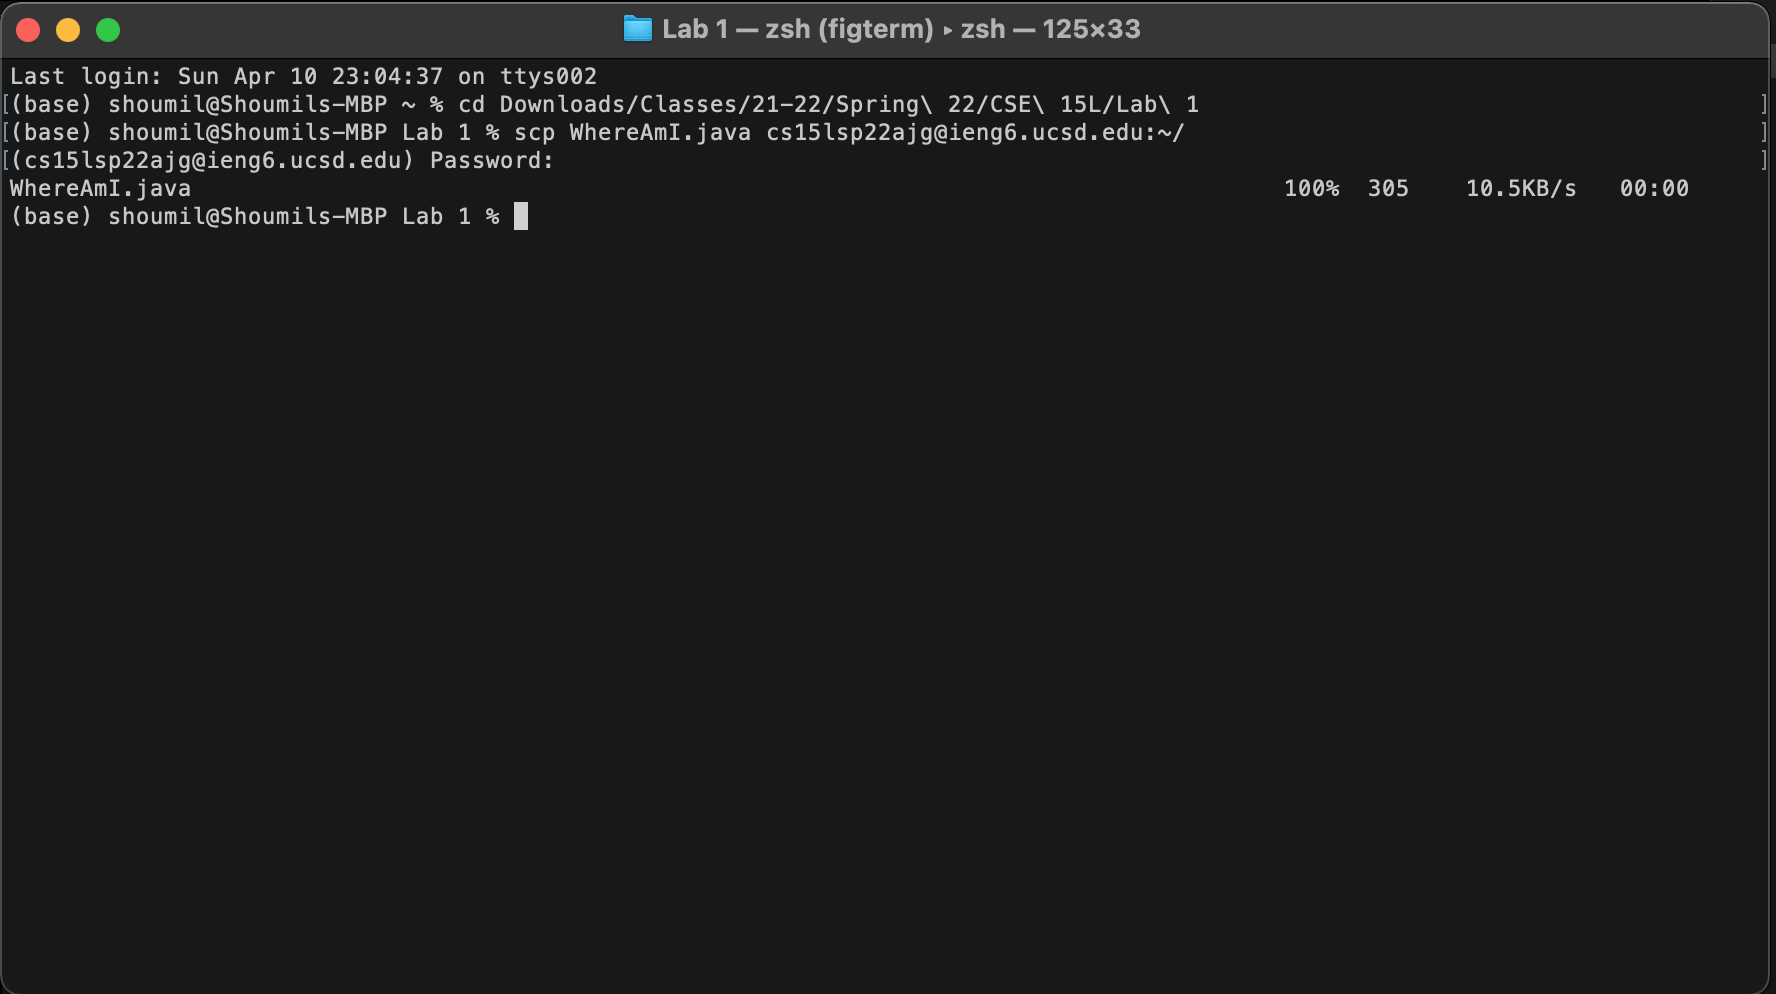 Lab 1 — zsh (figterm) ▸ zsh — 125×33
Last login: Sun Apr 10 23:04:37 on ttys002
[(base) shoumil@Shoumils-MBP ~ % cd Downloads/Classes/21-22/Spring\ 22/CSE\ 15L/Lab\ 1 ]
[(base) shoumil@Shoumils-MBP Lab 1 % scp WhereAmI.java cs15lsp22ajg@ieng6.ucsd.edu:~/ ]
[(cs15lsp22ajg@ieng6.ucsd.edu) Password: ]
WhereAmI.java 100% 305 10.5KB/s 00:00
(base) shoumil@Shoumils-MBP Lab 1 %